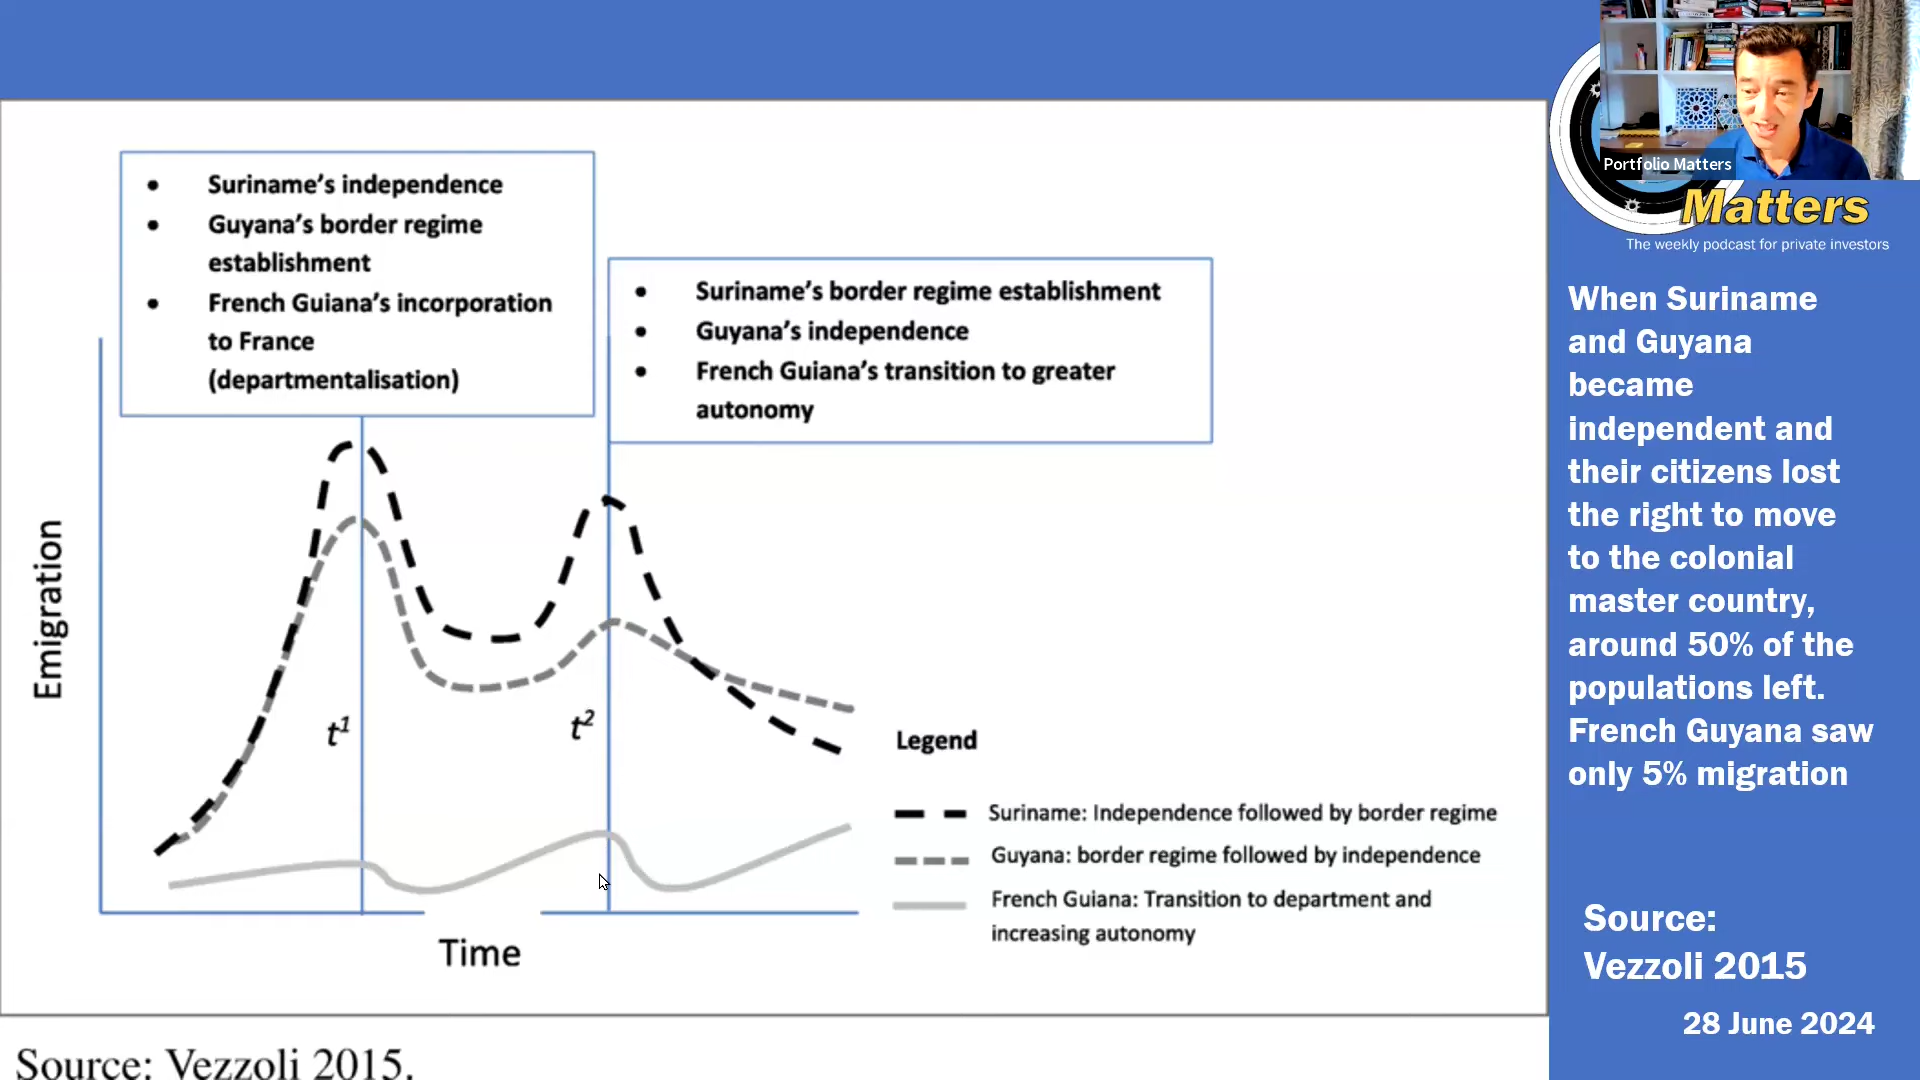 • Suriname's independence
• Guyana's border regime
establishment
• French Guiana's incorporation
to France
(departmentalisation)
• Suriname's border regime establishment
• Guyana's independence
• French Guiana's transition to greater
autonomy
Emigration
t¹
t²
Time
Legend
Suriname: Independence followed by border regime
Guyana: border regime followed by independence
French Guiana: Transition to department and
increasing autonomy
Source: Vezzoli 2015.
Portfolio Matters
Matters
The weekly podcast for private investors
When Suriname
and Guyana
became
independent and
their citizens lost
the right to move
to the colonial
master country,
around 50% of the
populations left.
French Guyana saw
only 5% migration
Source:
Vezzoli 2015
28 June 2024